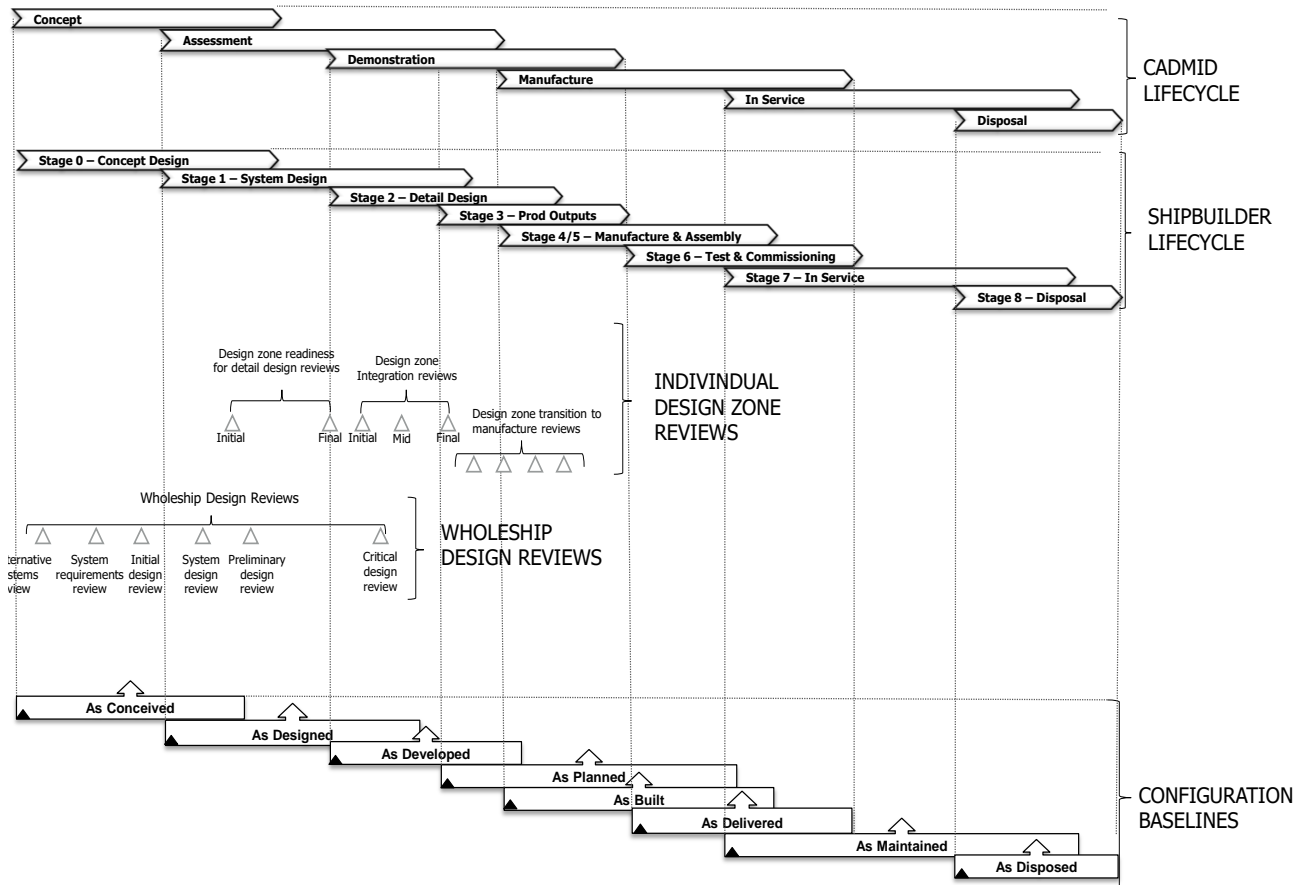 Concept
Assessment
Demonstration
Manufacture
In Service
Disposal
CADMID
LIFECYCLE
Stage 0 – Concept Design
Stage 1 – System Design
Stage 2 – Detail Design
Stage 3 – Prod Outputs
Stage 4/5 – Manufacture & Assembly
Stage 6 – Test & Commissioning
Stage 7 – In Service
Stage 8 – Disposal
SHIPBUILDER
LIFECYCLE
Design zone readiness
for detail design reviews
Initial
Final
Design zone
Integration reviews
Initial
Mid
Final
Design zone transition to
manufacture reviews
INDIVINDUAL
DESIGN ZONE
REVIEWS
Wholeship Design Reviews
ternative
stems
view
System
requirements
review
Initial
design
review
System
design
review
Preliminary
design
review
Critical
design
review
WHOLESHIP
DESIGN REVIEWS
As Conceived
As Designed
As Developed
As Planned
As Built
As Delivered
As Maintained
As Disposed
CONFIGURATION
BASELINES